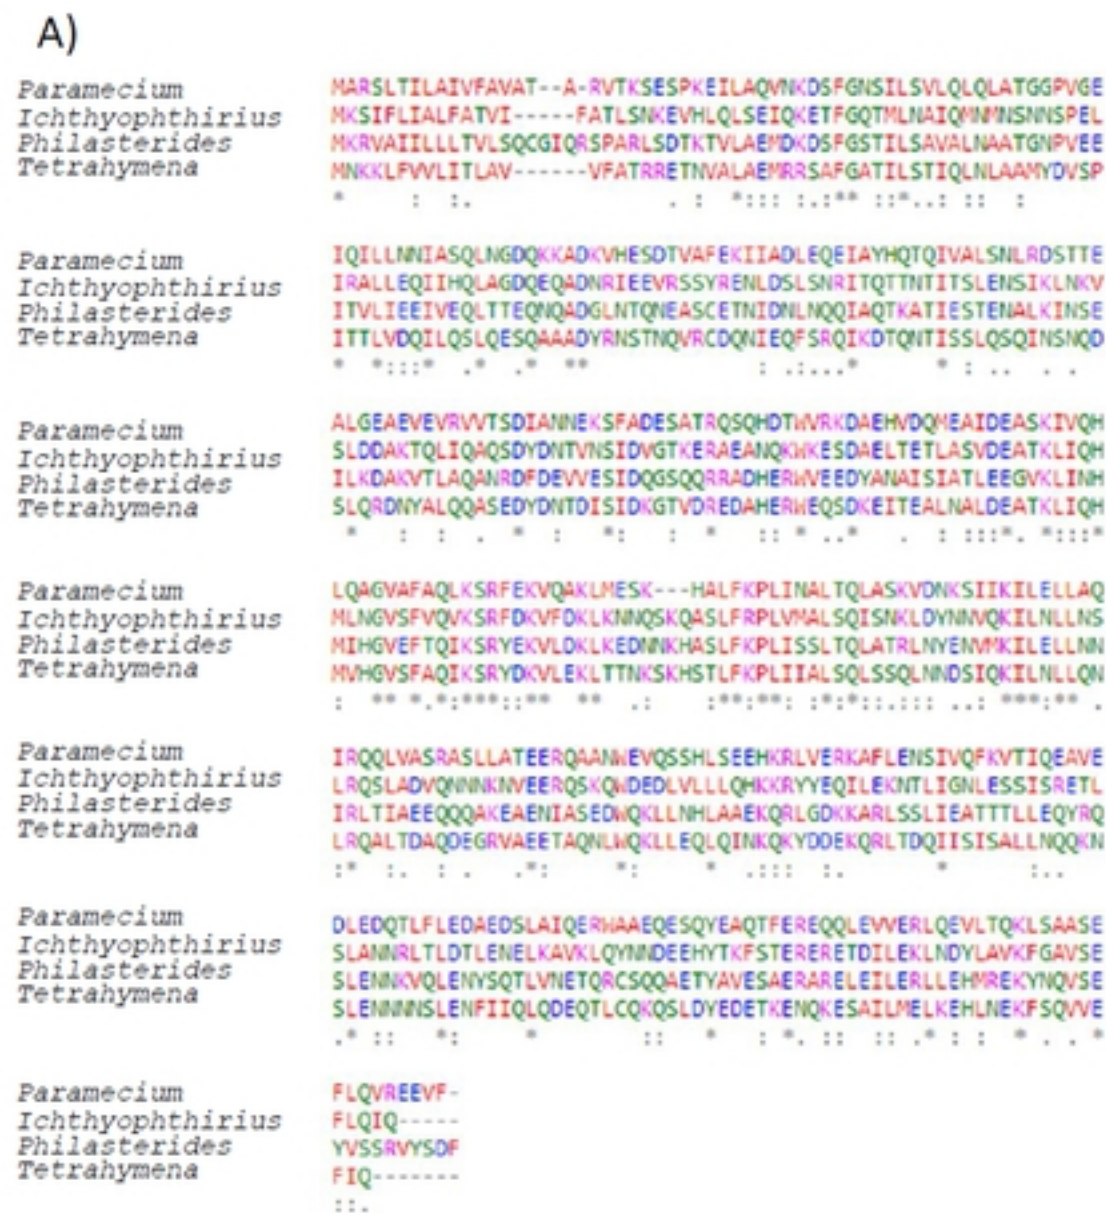 A)
Paramecium MARSLTILAIVFAVAT--A-RVTKSESPKEILAQVNKDSFGNSILSVLQLQLATGGPVGE
Ichthyophthirius MKSIFLIALFATVI-----FATLSNKEVHLQLSEIQKETFGQTMLNAIQMNMNSNNSPEL
Philasterides MKRVAIILLLTVLSQCGIQRSPARLSDTKTVLAEMDKDSFGSTILSAVALNAATGNPVEE
Tetrahymena MNKKLFVVLITLAV------VFATRRETNVALAEMRRSAFGATILSTIQLNLAAMYDVSP
Paramecium IQILLNNIASQLNGDQKKADKVHESDTVAFEKIIADLEQEIAYHQTQIVALSNLRDSTTE
Ichthyophthirius IRALLEQIIHQLAGDQEQADNRIEEVRSSYRENLDSLSNRITQTTNTITSLENSIKLNKV
Philasterides ITVLIEEIVEQLTTEQNQADGLNTQNEASCETNIDNLNQQIAQTKATIESTENALKINSE
Tetrahymena ITTLVDQILQSLQESQAAADYRNSTNQVRCDQNIEQFSRQIKDTQNTISSLQSQINSNQD
Paramecium ALGEAEVEVRVVTSDIANNEKSFADESATRQSQHDTWVRKDAEHVDQMEAIDEASKIVQH
Ichthyophthirius SLDDAKTQLIQAQSDYDNTVNSIDVGTKERAEANQKWKESDAELTETLASVDEATKLIQH
Philasterides ILKDAKVTLAQANRDFDEVVESIDQGSQQRRADHERWVEEDYANAISIATLEEGVKLINH
Tetrahymena SLQRDNYALQQASEDYDNTDISIDKGTVDREDAHERWEQSDKEITEALNALDEATKLIQH
Paramecium LQAGVAFAQLKSRFEKVQAKLMESK---HALFKPLINALTQLASKVDNKSIIKILELLAQ
Ichthyophthirius MLNGVSFVQVKSRFDKVFDKLKNNQSKQASLFRPLVMALSQISNKLDYNNVQKILNLLNS
Philasterides MIHGVEFTQIKSRYEKVLDKLKEDNNKHASLFKPLISSLTQLATRLNYENVMKILELLNN
Tetrahymena MVHGVSFAQIKSRYDKVLEKLTTNKSKHSTLFKPLIIALSQLSSQLNNDSIQKILNLLQN
Paramecium IRQQLVASRASLLATEERQAANWEVQSSHLSEEHKRLVERKAFLENSIVQFKVTIQEAVE
Ichthyophthirius LRQSLADVQNNNKNVEERQSKQWDEDLVLLLQHKKRYYEQILEKNTLIGNLESSISRETL
Philasterides IRLTIAEEQQQAKEAENIASEDWQKLLNHLAAEKQRLGDKKARLSSLIEATTTLLEQYRQ
Tetrahymena LRQALTDAQDEGRVAEETAQNLWQKLLEQLQINKQKYDDEKQRLTDQIISISALLNQQKN
Paramecium DLEDQTLFLEDAEDSLAIQERWAAEQESQYEAQTFEREQQLEVVERLQEVLTQKLSAASE
Ichthyophthirius SLANNRLTLDTLENELKAVKLQYNNDEEHYTKFSTERERETDILEKLNDYLAVKFGAVSE
Philasterides SLENNKVQLENYSQTLVNETQRCSQQAETYAVESAERARELEILERLLEHMREKYNQVSE
Tetrahymena SLENNNNSLENFIIQLQDEQTLCQKQSLDYEDETKENQKESAILMELKEHLNEKFSQVVE
Paramecium FLQVREEVF-
Ichthyophthirius FLQIQ-----
Philasterides YVSSRVYSDF
Tetrahymena FIQ-------